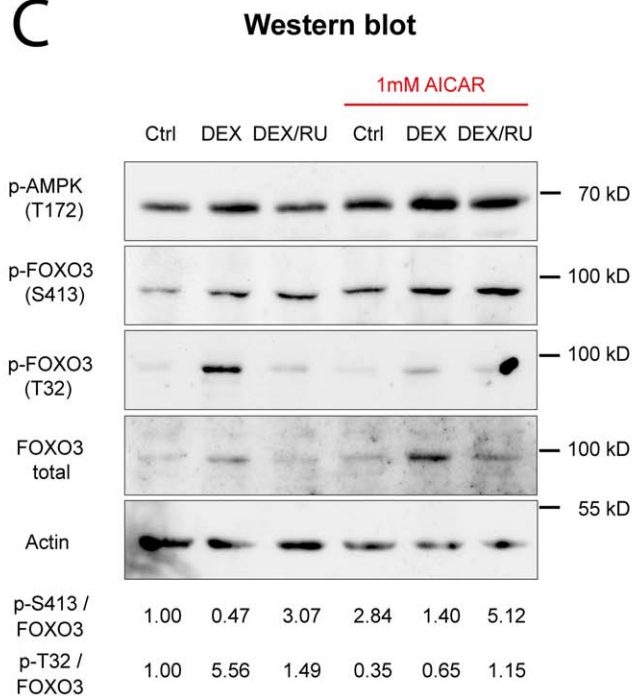 C
Western blot
1mM AICAR
Ctrl DEX DEX/RU Ctrl DEX DEX/RU
p-AMPK
(T172)
70 kD
p-FOXO3
(S413)
100 kD
p-FOXO3
(T32)
100 kD
FOXO3
total
100 kD
55 kD
Actin
p-S413 /
FOXO3
1.00 0.47 3.07 2.84 1.40 5.12
p-T32 /
FOXO3
1.00 5.56 1.49 0.35 0.65 1.15